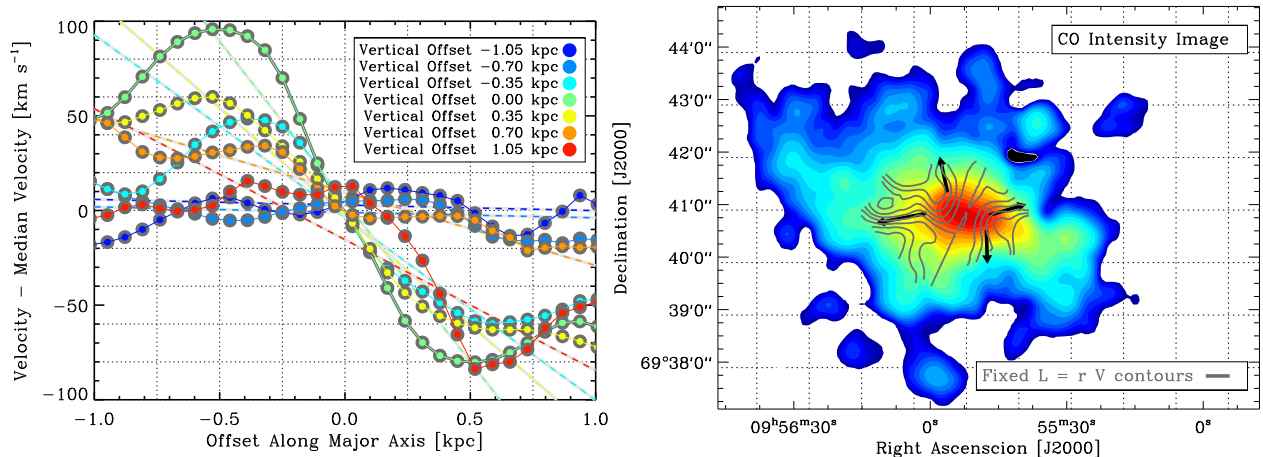 100
50
0
−50
−100
Velocity − Median Velocity [km s⁻¹]
Vertical Offset −1.05 kpc
Vertical Offset −0.70 kpc
Vertical Offset −0.35 kpc
Vertical Offset 0.00 kpc
Vertical Offset 0.35 kpc
Vertical Offset 0.70 kpc
Vertical Offset 1.05 kpc
−1.0 −0.5 0.0 0.5 1.0
Offset Along Major Axis [kpc]
CO Intensity Image
44'0''
43'0''
42'0''
41'0''
40'0''
39'0''
69°38'0''
Declination [J2000]
Fixed L = r V contours
09ʰ56ᵐ30ˢ 0ˢ 55ᵐ30ˢ 0ˢ
Right Ascension [J2000]